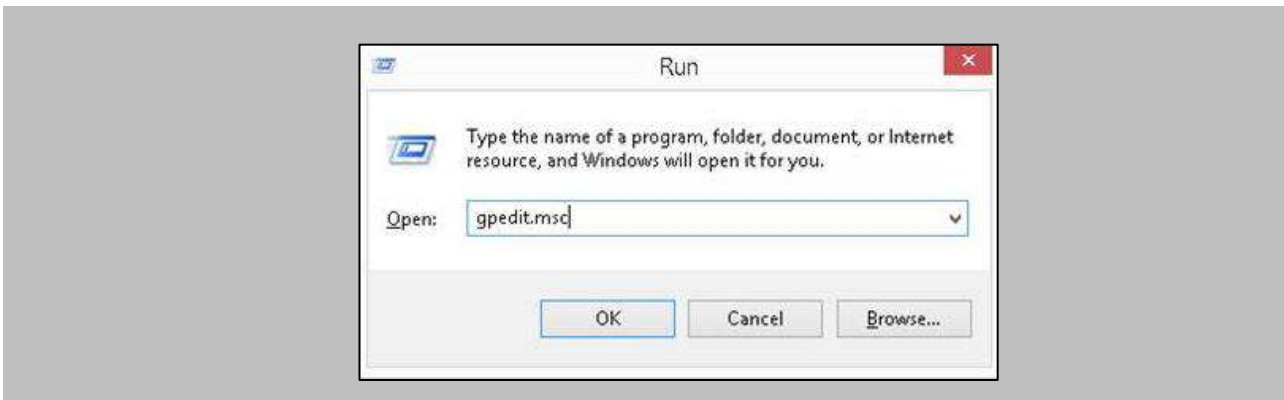 Run
Type the name of a program, folder, document, or Internet
resource, and Windows will open it for you.
Open: gpedit.msc
OK Cancel Browse...